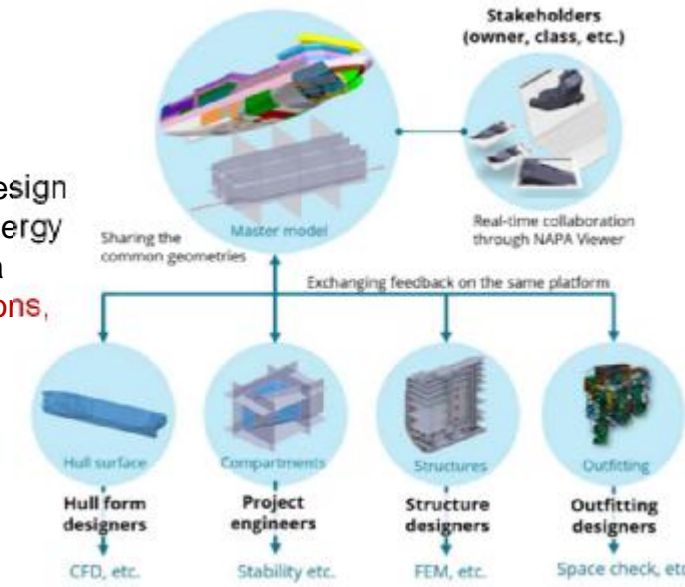 Stakeholders
(owner, class, etc.)
esign
ergy
a
ons,
Sharing the
common geometries
Master model
Real-time collaboration
through NAPA Viewer
Exchanging feedback on the same platform
Hull surface
Compartments
Structures
Outfitting
Hull form
designers
Project
engineers
Structure
designers
Outfitting
designers
CFD, etc.
Stability etc.
FEM, etc.
Space check, etc